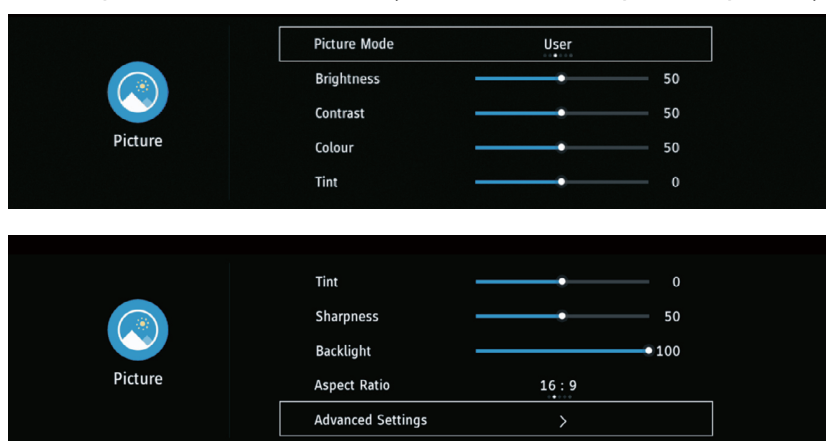 Picture Mode User
Brightness 50
Contrast 50
Picture
Colour 50
Tint 0
Tint 0
Sharpness 50
Backlight 100
Picture
Aspect Ratio 16 : 9
Advanced Settings >